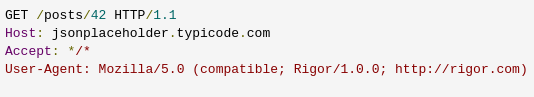 GET /posts/42 HTTP/1.1
Host: jsonplaceholder.typicode.com
Accept: */*
User-Agent: Mozilla/5.0 (compatible; Rigor/1.0.0; http://rigor.com)